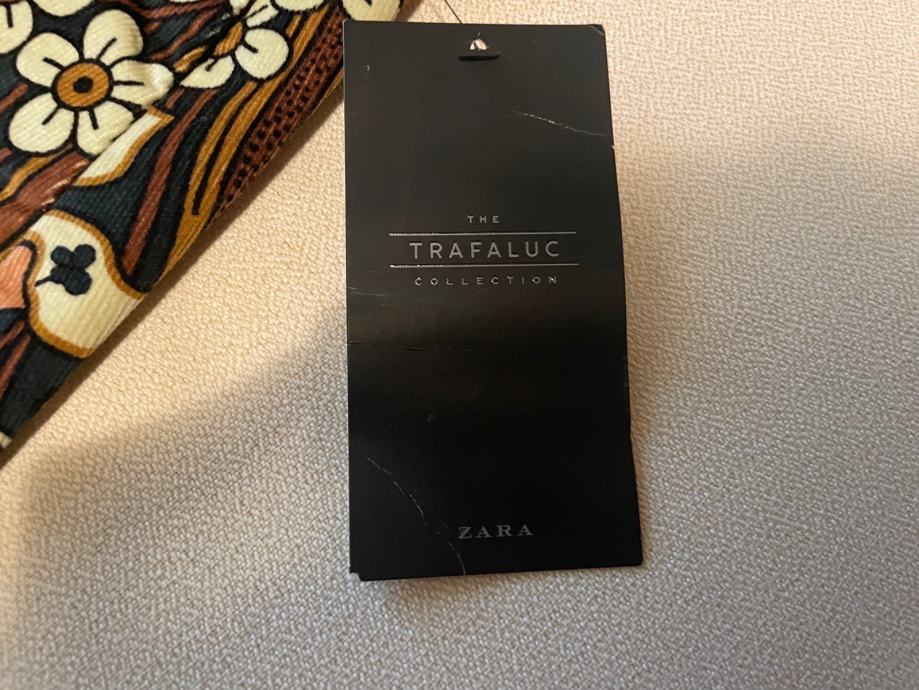 THE
TRAFALUC
COLLECTION
ZARA